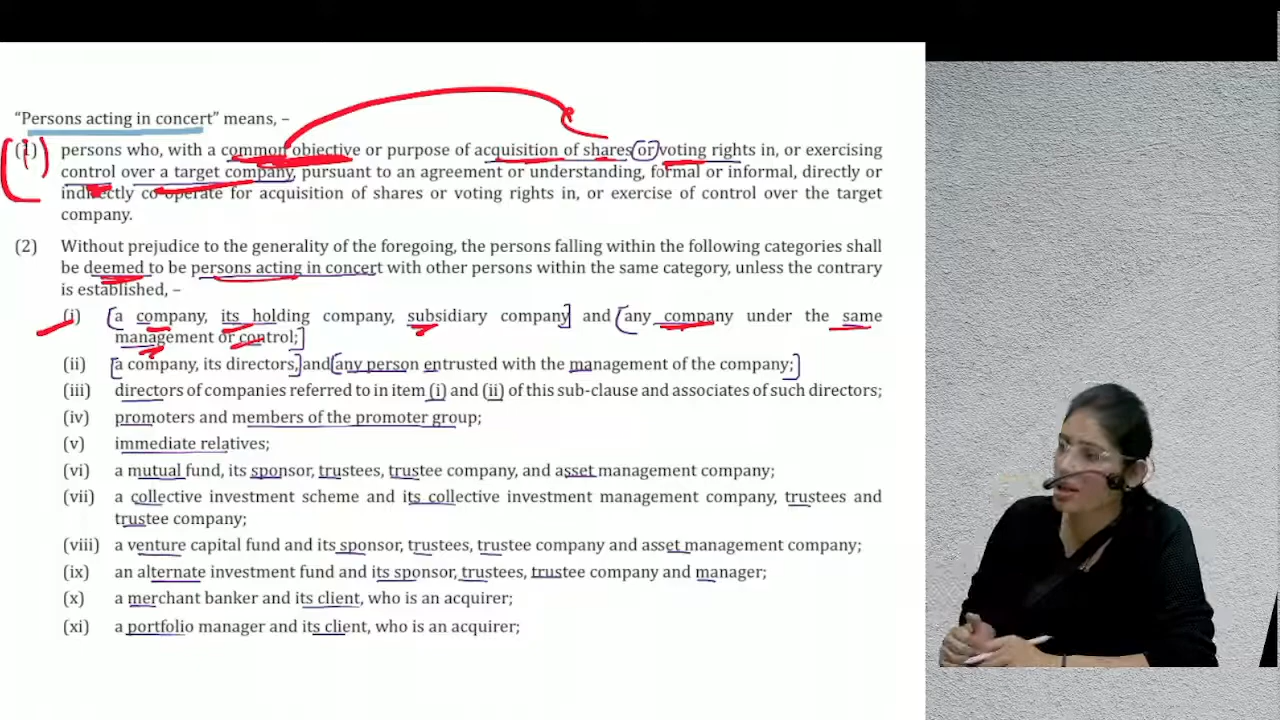 “Persons acting in concert” means, –
(1) persons who, with a common objective or purpose of acquisition of shares or voting rights in, or exercising
control over a target company, pursuant to an agreement or understanding, formal or informal, directly or
indirectly co-operate for acquisition of shares or voting rights in, or exercise of control over the target
company.
(2) Without prejudice to the generality of the foregoing, the persons falling within the following categories shall
be deemed to be persons acting in concert with other persons within the same category, unless the contrary
is established, –
(i) a company, its holding company, subsidiary company and any company under the same
management or control;
(ii) a company, its directors, and any person entrusted with the management of the company;
(iii) directors of companies referred to in item (i) and (ii) of this sub-clause and associates of such directors;
(iv) promoters and members of the promoter group;
(v) immediate relatives;
(vi) a mutual fund, its sponsor, trustees, trustee company, and asset management company;
(vii) a collective investment scheme and its collective investment management company, trustees and
trustee company;
(viii) a venture capital fund and its sponsor, trustees, trustee company and asset management company;
(ix) an alternate investment fund and its sponsor, trustees, trustee company and manager;
(x) a merchant banker and its client, who is an acquirer;
(xi) a portfolio manager and its client, who is an acquirer;